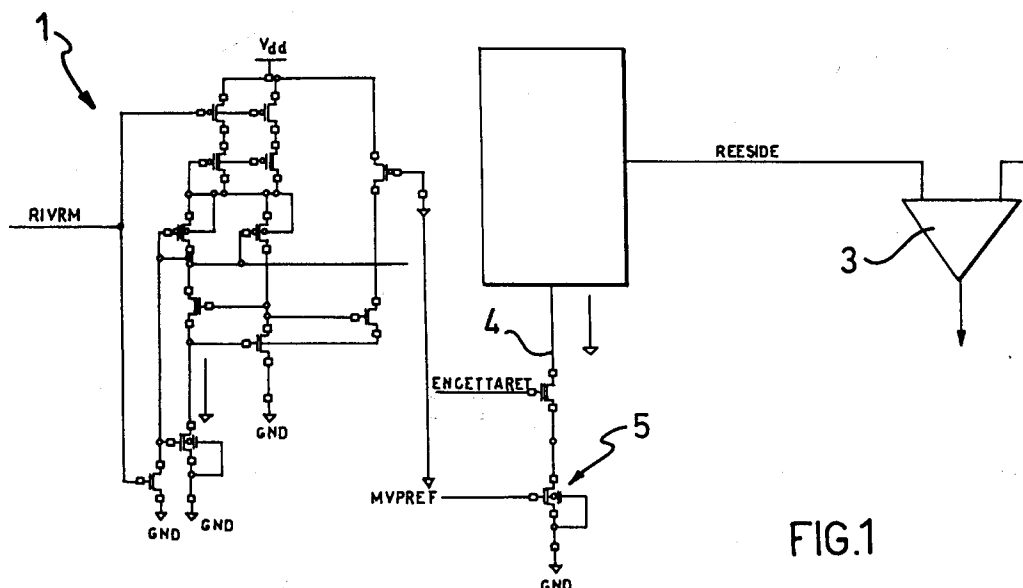 1
Vdd
REESIDE
RIVRM
3
4
ENCETTARET
GND
5
MVPREF
GND
GND
FIG.1
GND